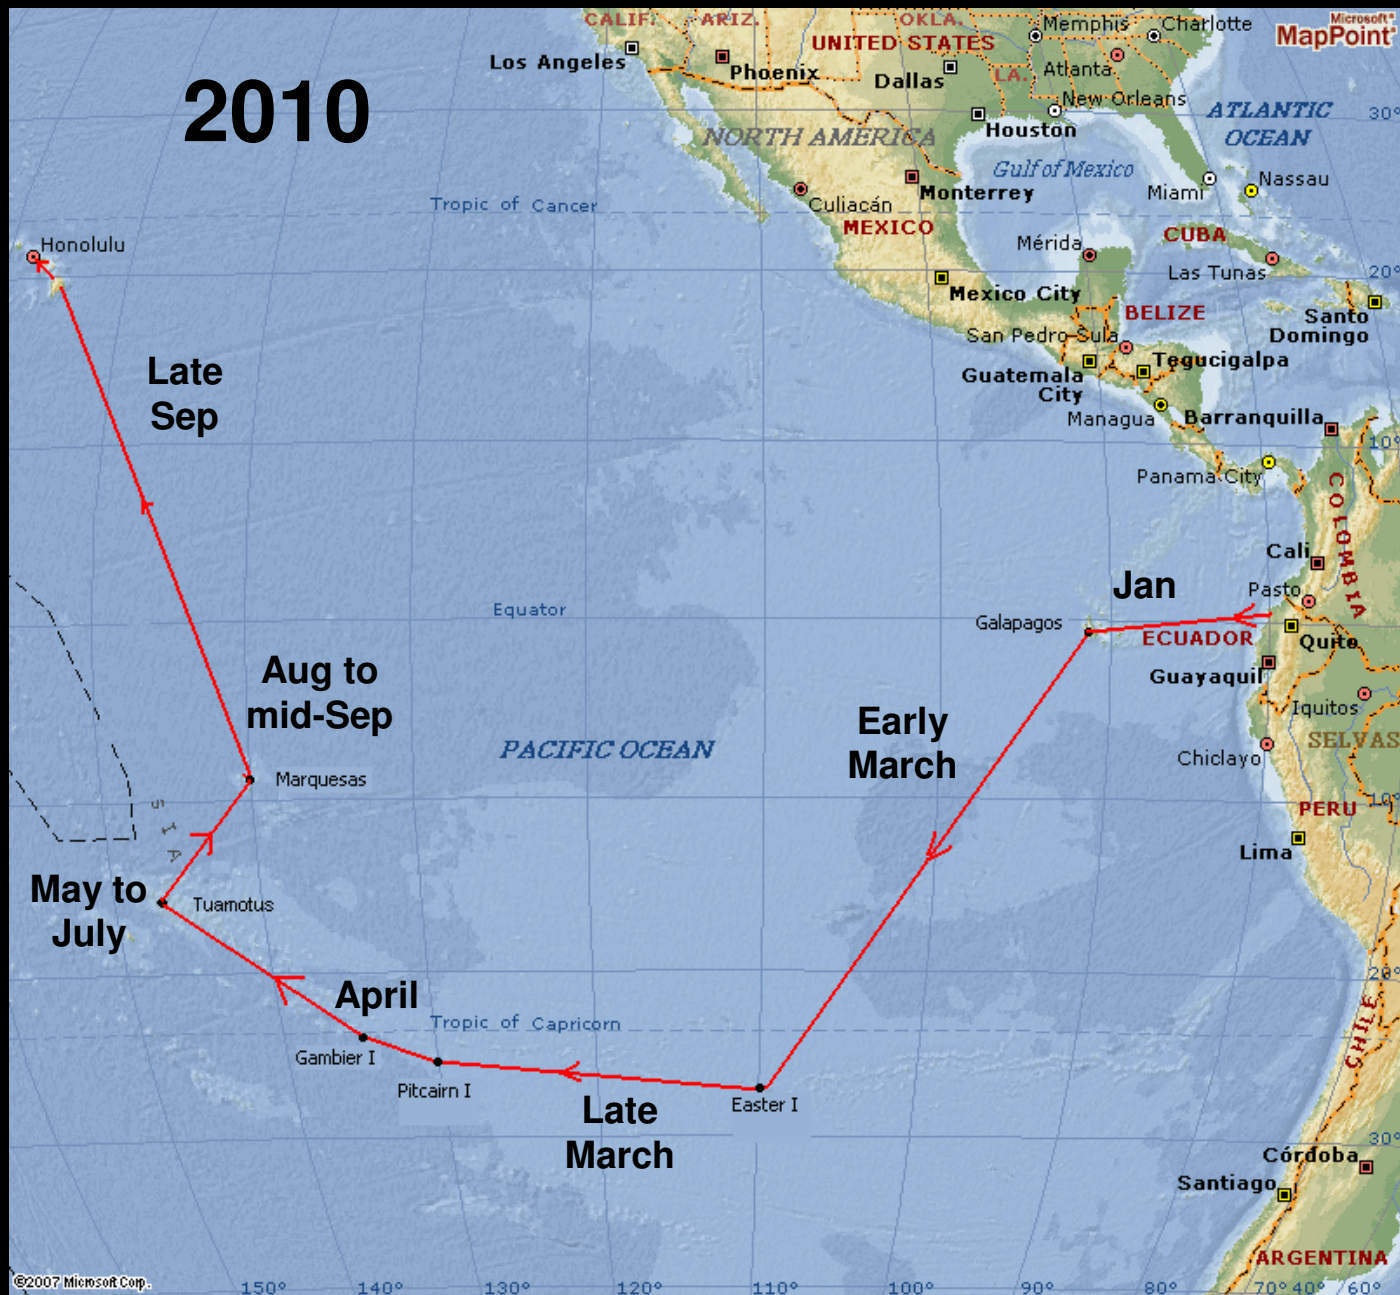 CALIF.
ARIZ.
OKLA.
Memphis
Charlotte
Microsoft®
MapPoint®
Los Angeles
Phoenix
UNITED STATES
Dallas
LA.
Atlanta
2010
New Orleans
ATLANTIC
OCEAN
30°
NORTH AMERICA
Houston
Gulf of Mexico
Miami
Nassau
Monterrey
Tropic of Cancer
Culiacán
MEXICO
Honolulu
Mérida
CUBA
Las Tunas
20°
Mexico City
BELIZE
Santo
Domingo
San Pedro Sula
Tegucigalpa
Guatemala
City
Late
Sep
Managua
Barranquilla
10°
Panama City
COLOMBIA
Cali
Jan
Pasto
Equator
Galapagos
ECUADOR
Quito
Guayaquil
Aug to
mid-Sep
Early
March
Iquitos
PACIFIC OCEAN
SELVAS
Chiclayo
Marquesas
10°
S I A
PERU
Lima
May to
July
Tuamotus
20°
April
Tropic of Capricorn
CHILE
Gambier I
Pitcairn I
Easter I
Late
March
30°
Córdoba
Santiago
ARGENTINA
©2007 Microsoft Corp.
150°
140°
130°
120°
110°
100°
90°
80°
70°
40°
60°